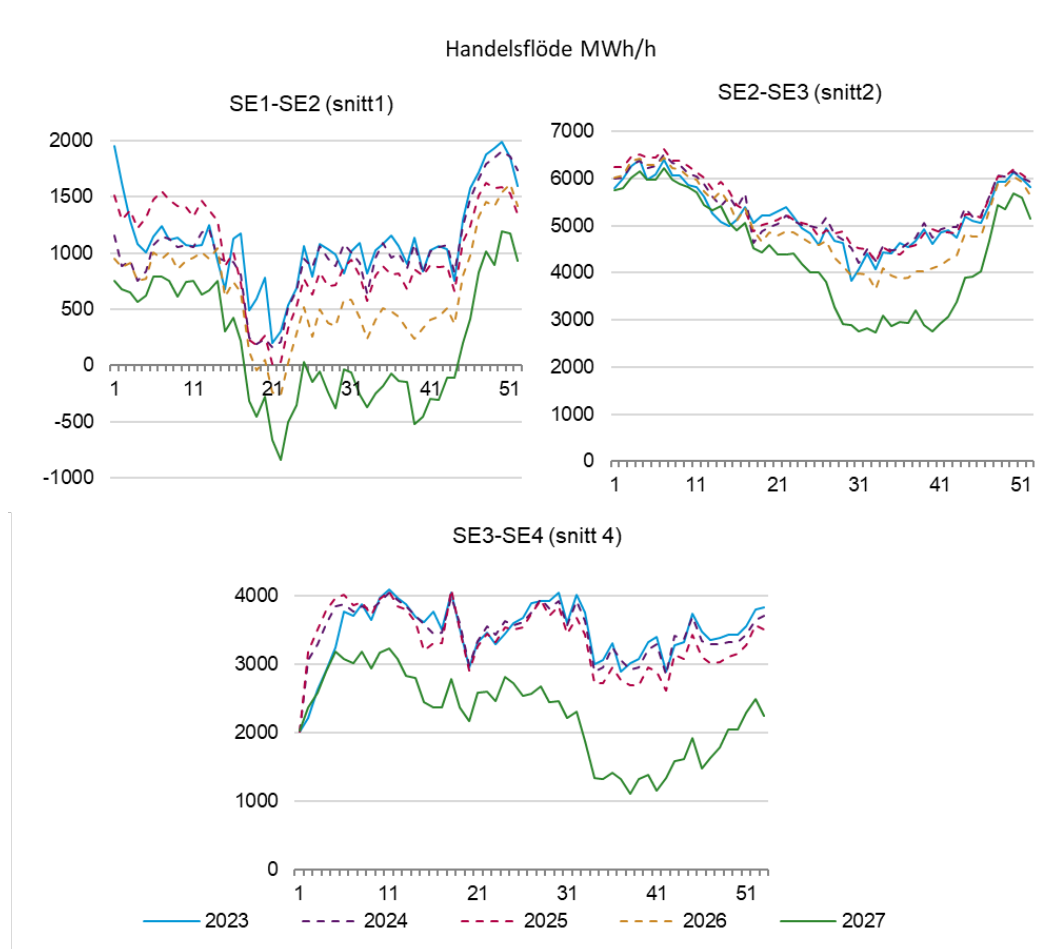 Handelsflöde MWh/h
SE1-SE2 (snitt1)
2000
1500
1000
500
0
-500
-1000
1 11 21 31 41 51
SE2-SE3 (snitt2)
7000
6000
5000
4000
3000
2000
1000
0
1 11 21 31 41 51
SE3-SE4 (snitt 4)
4000
3000
2000
1000
0
1 11 21 31 41 51
2023 2024 2025 2026 2027